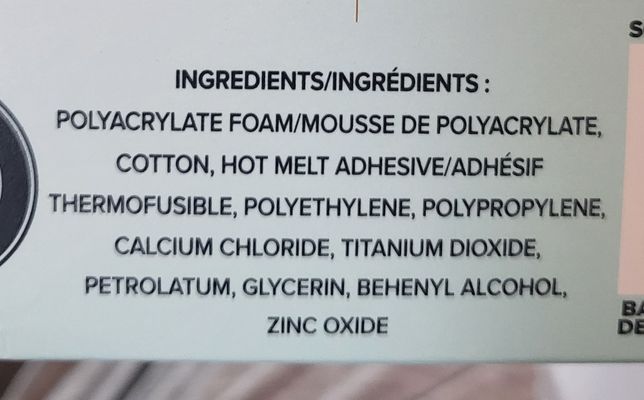 INGREDIENTS/INGRÉDIENTS :
POLYACRYLATE FOAM/MOUSSE DE POLYACRYLATE,
COTTON, HOT MELT ADHESIVE/ADHÉSIF
THERMOFUSIBLE, POLYETHYLENE, POLYPROPYLENE,
CALCIUM CHLORIDE, TITANIUM DIOXIDE,
PETROLATUM, GLYCERIN, BEHENYL ALCOHOL,
ZINC OXIDE